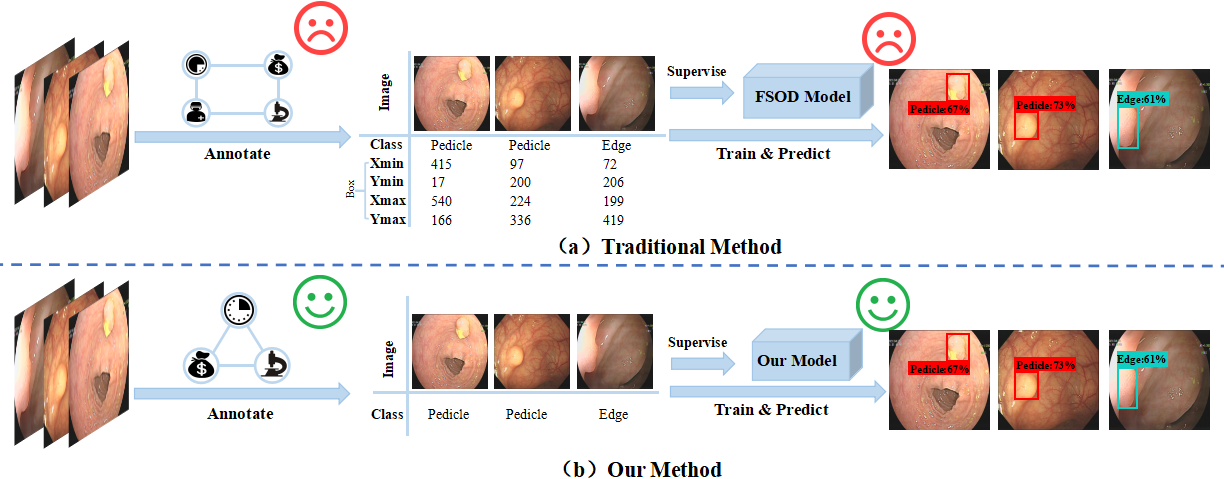 Annotate
Image
Class Pedicle Pedicle Edge
Box
Xmin 415 97 72
Ymin 17 200 206
Xmax 540 224 199
Ymax 166 336 419
Supervise
FSOD Model
Train & Predict
Pedicle:67%
Pedicle:73%
Edge:61%
（a）Traditional Method
Annotate
Image
Class Pedicle Pedicle Edge
Supervise
Our Model
Train & Predict
Pedicle:67%
Pedicle:73%
Edge:61%
（b）Our Method